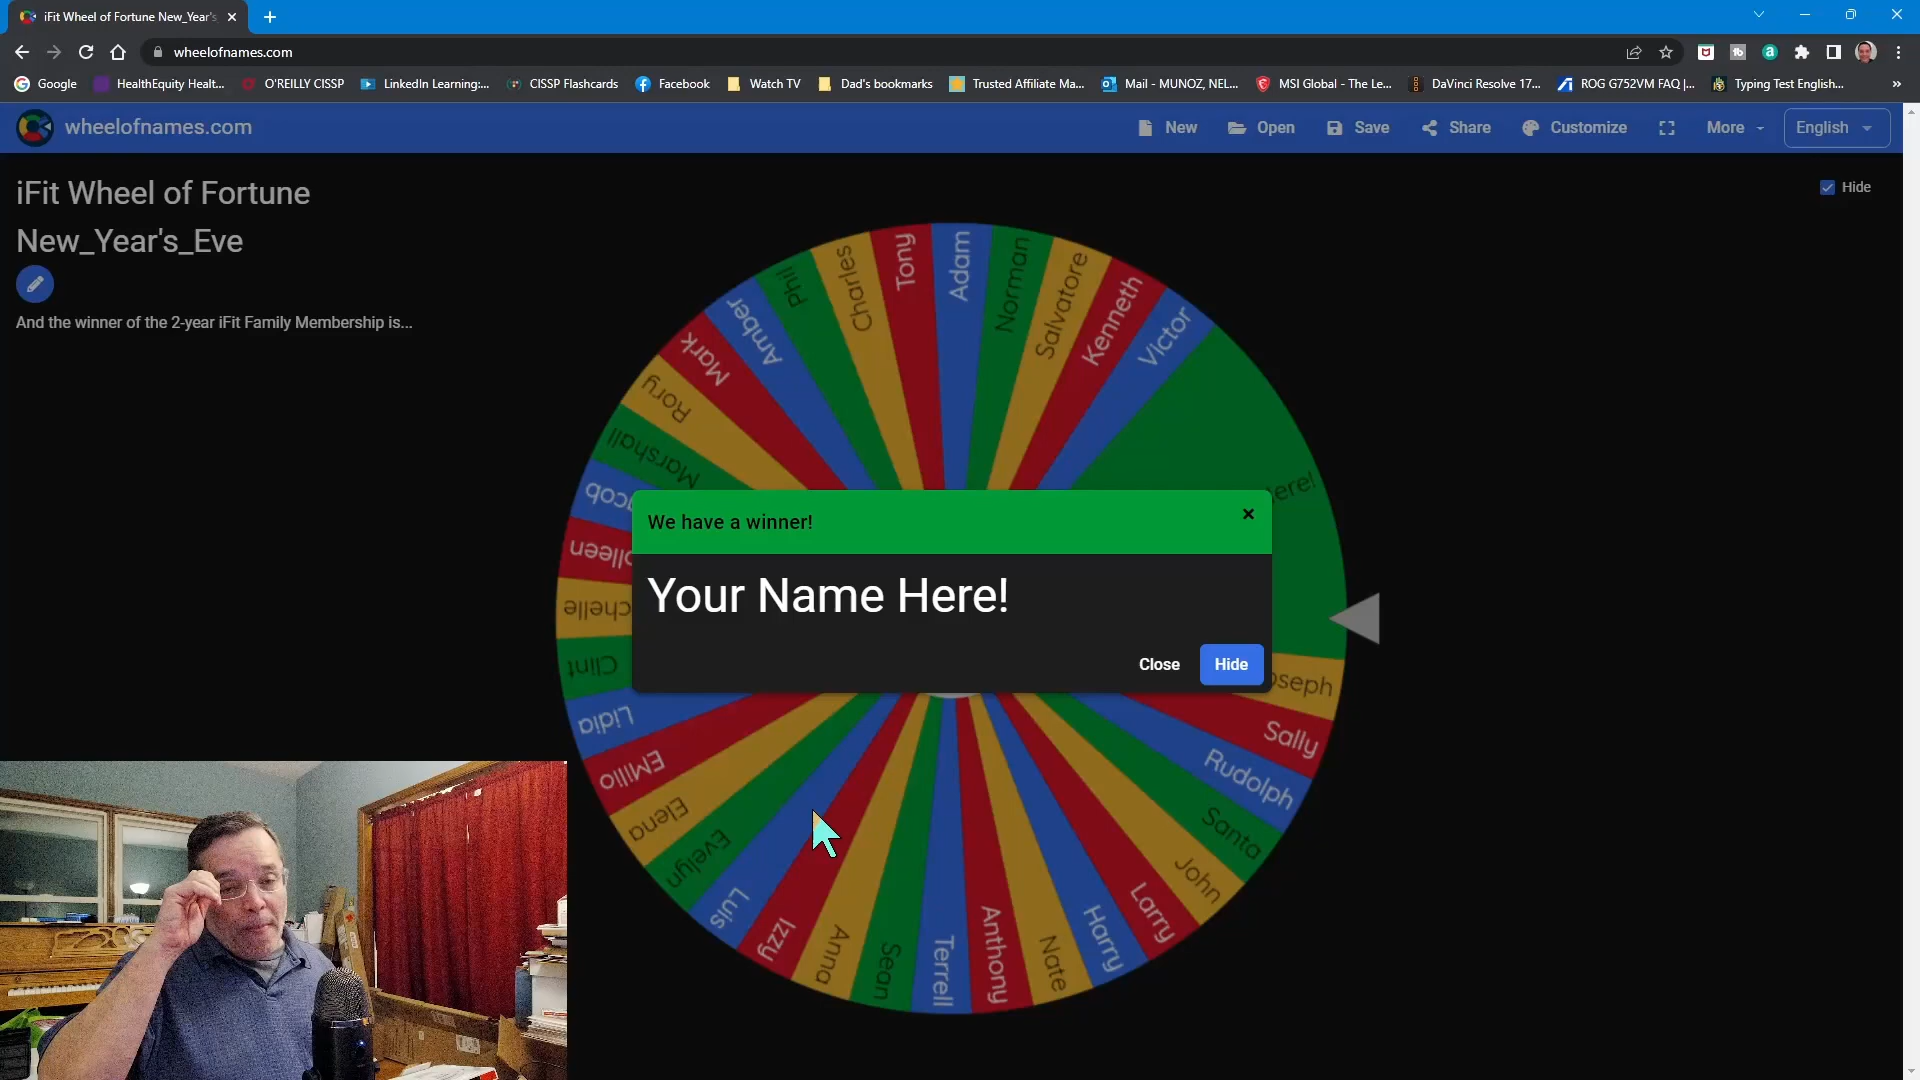 iFit Wheel of Fortune New_Year's
wheelofnames.com
Google
HealthEquity Healt...
O'REILLY CISSP
LinkedIn Learning:...
CISSP Flashcards
Facebook
Watch TV
Dad's bookmarks
Trusted Affiliate Ma...
Mail - MUNOZ, NEL...
MSI Global - The Le...
DaVinci Resolve 17...
ROG G752VM FAQ |...
Typing Test English...
»
wheelofnames.com
New
Open
Save
Share
Customize
More
English
iFit Wheel of Fortune
New_Year's_Eve
And the winner of the 2-year iFit Family Membership is...
Hide
Tony
Adam
Norman
Salvatore
Kenneth
Victor
ere!
Charles
Phil
Amber
Mark
Rory
Marshall
acob
olleen
chelle
Clint
Lidia
EMilio
Elena
Evelyn
Luis
Izzy
Anna
Sean
Terrell
Anthony
Nate
Harry
Larry
John
Santa
Rudolph
Sally
oseph
We have a winner!
Your Name Here!
Close
Hide